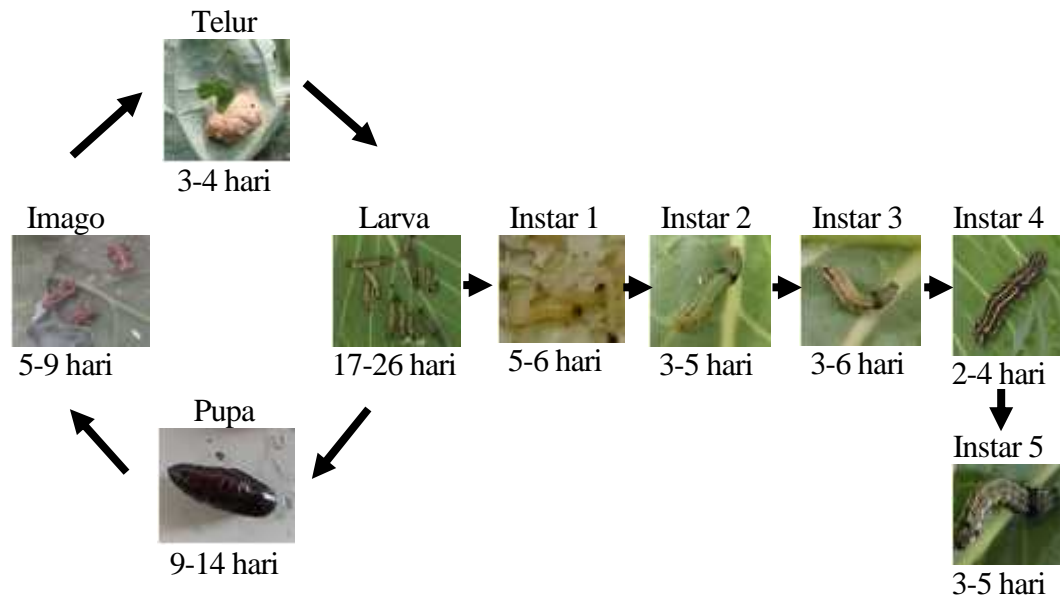 Telur
3-4 hari
Imago
5-9 hari
Larva
17-26 hari
Instar 1
5-6 hari
Instar 2
3-5 hari
Instar 3
3-6 hari
Instar 4
2-4 hari
Pupa
9-14 hari
Instar 5
3-5 hari